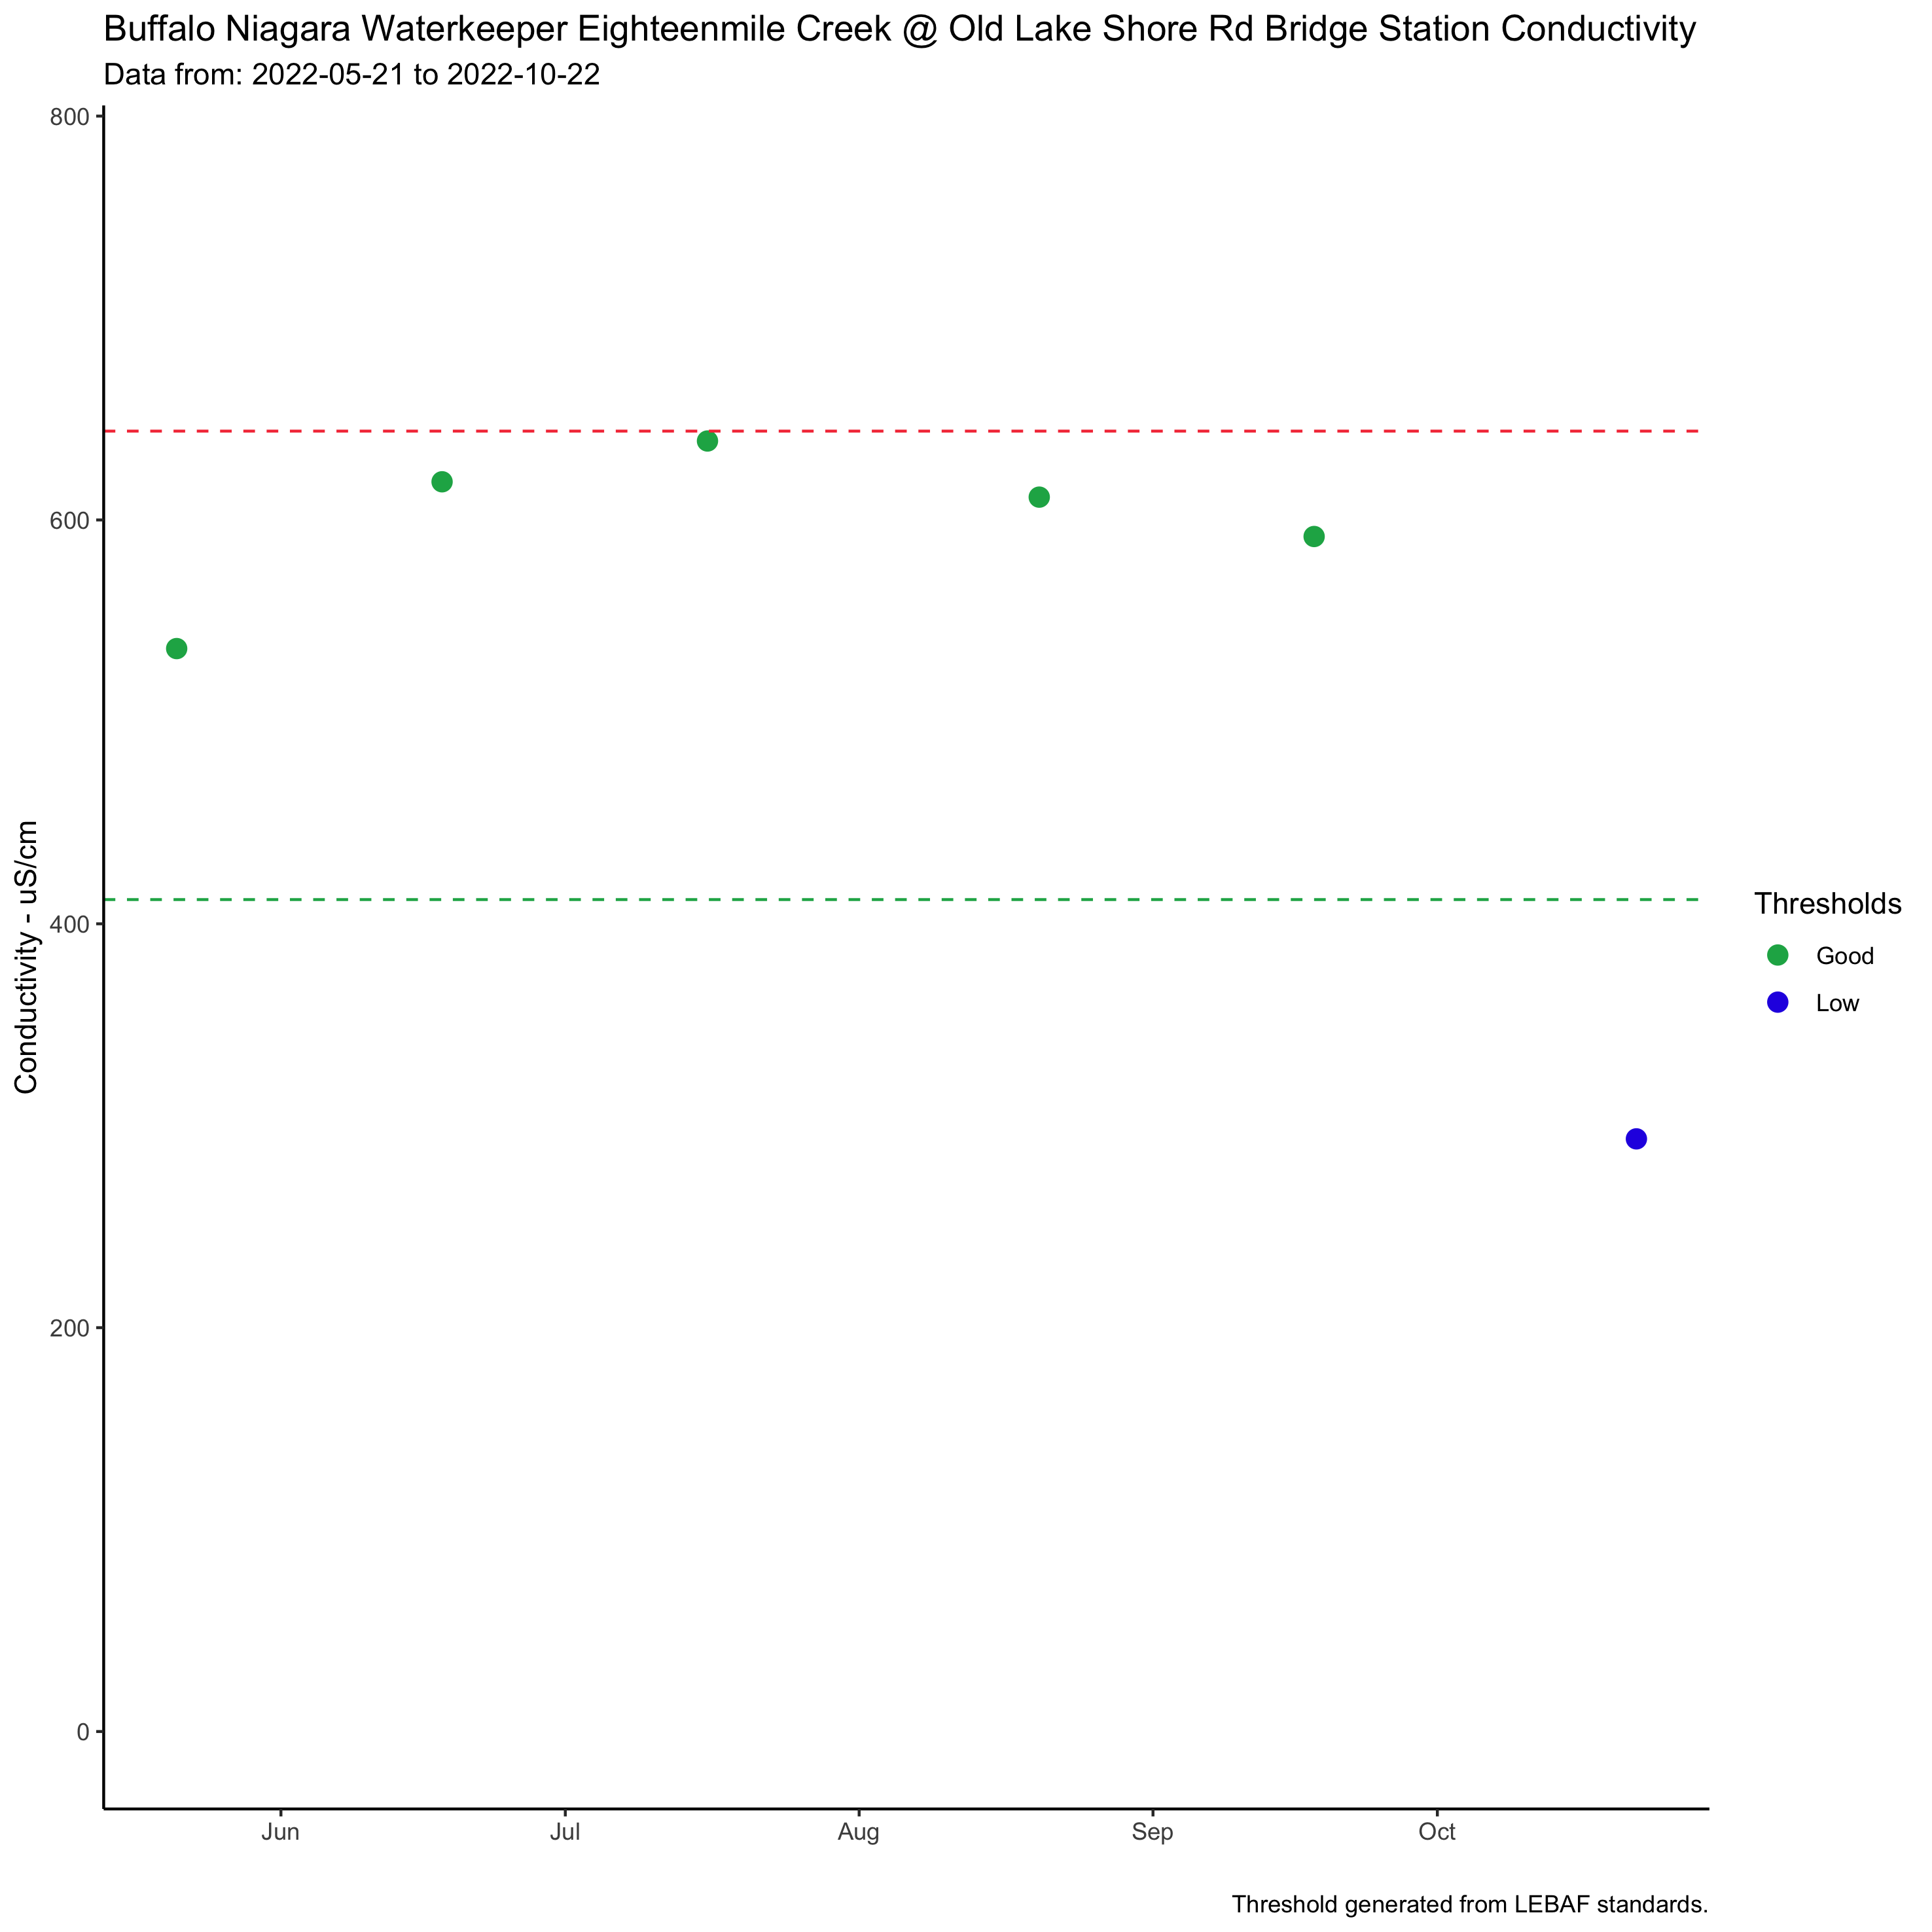 Buffalo Niagara Waterkeeper Eighteenmile Creek @ Old Lake Shore Rd Bridge Station Conductivity
Data from: 2022-05-21 to 2022-10-22
800
600
400
200
0
Conductivity - uS/cm
Jun
Jul
Aug
Sep
Oct
Thresholds
Good
Low
Threshold generated from LEBAF standards.